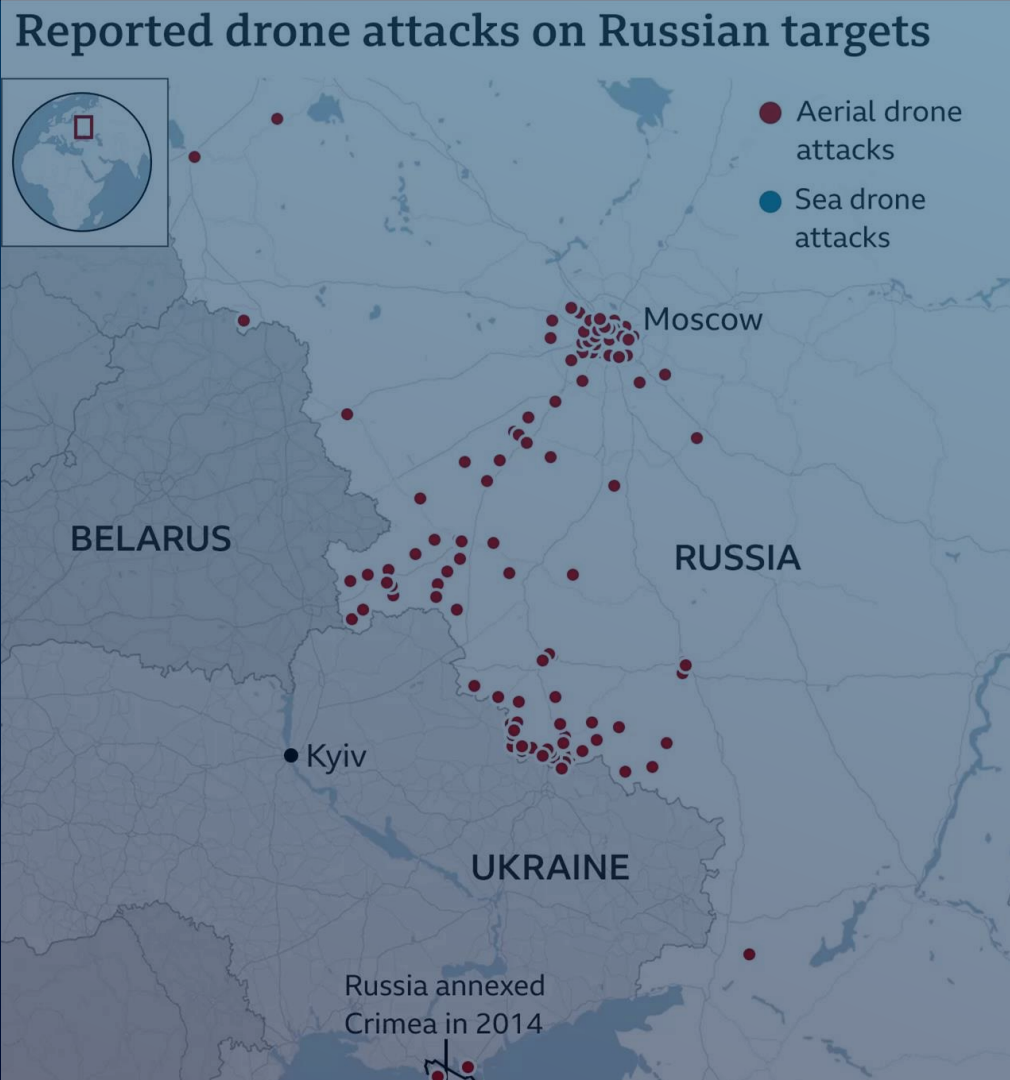 Reported drone attacks on Russian targets
Aerial drone
attacks
Sea drone
attacks
Moscow
BELARUS
RUSSIA
Kyiv
UKRAINE
Russia annexed
Crimea in 2014